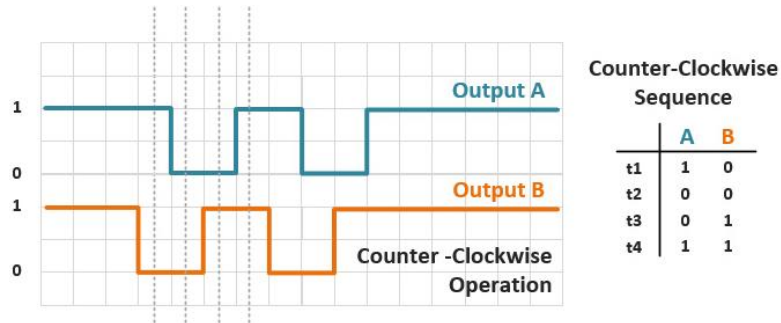 Output A
1
0
Output B
1
0
Counter -Clockwise
Operation
Counter-Clockwise
Sequence
A B
t1 1 0
t2 0 0
t3 0 1
t4 1 1